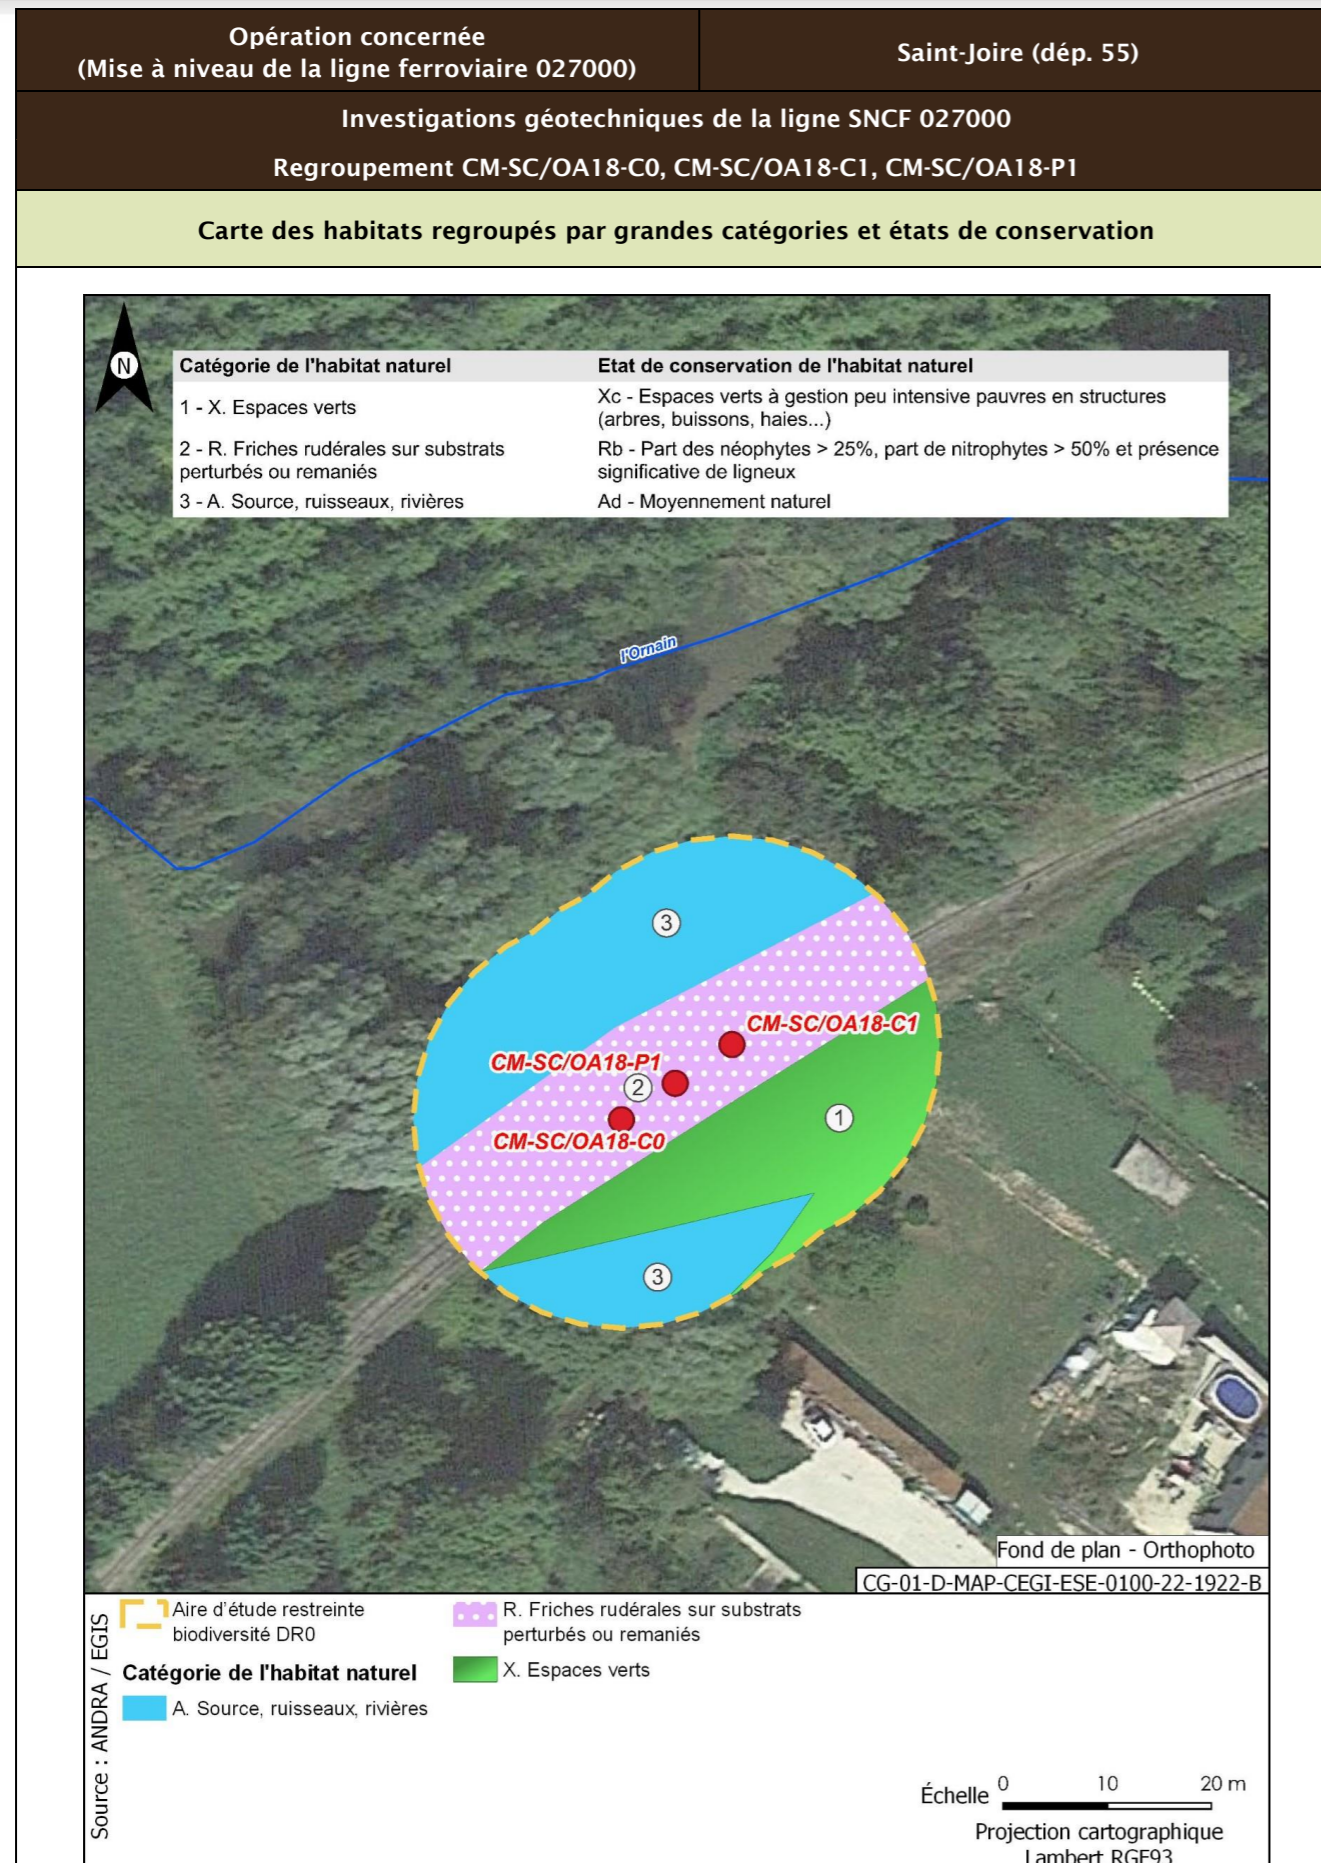 Opération concernée
(Mise à niveau de la ligne ferroviaire 027000)
Saint-Joire (dép. 55)
Investigations géotechniques de la ligne SNCF 027000
Regroupement CM-SC/OA18-C0, CM-SC/OA18-C1, CM-SC/OA18-P1
Carte des habitats regroupés par grandes catégories et états de conservation
N
Catégorie de l'habitat naturel
Etat de conservation de l'habitat naturel
1 - X. Espaces verts
Xc - Espaces verts à gestion peu intensive pauvres en structures
(arbres, buissons, haies...)
2 - R. Friches rudérales sur substrats
perturbés ou remaniés
Rb - Part des néophytes > 25%, part de nitrophytes > 50% et présence
significative de ligneux
3 - A. Source, ruisseaux, rivières
Ad - Moyennement naturel
l'Ornain
3
CM-SC/OA18-C1
CM-SC/OA18-P1
2
1
CM-SC/OA18-C0
3
Fond de plan - Orthophoto
CG-01-D-MAP-CEGI-ESE-0100-22-1922-B
Source : ANDRA / EGIS
Aire d'étude restreinte
biodiversité DR0
Catégorie de l'habitat naturel
A. Source, ruisseaux, rivières
R. Friches rudérales sur substrats
perturbés ou remaniés
X. Espaces verts
Échelle
0 10 20 m
Projection cartographique
Lambert RGF93